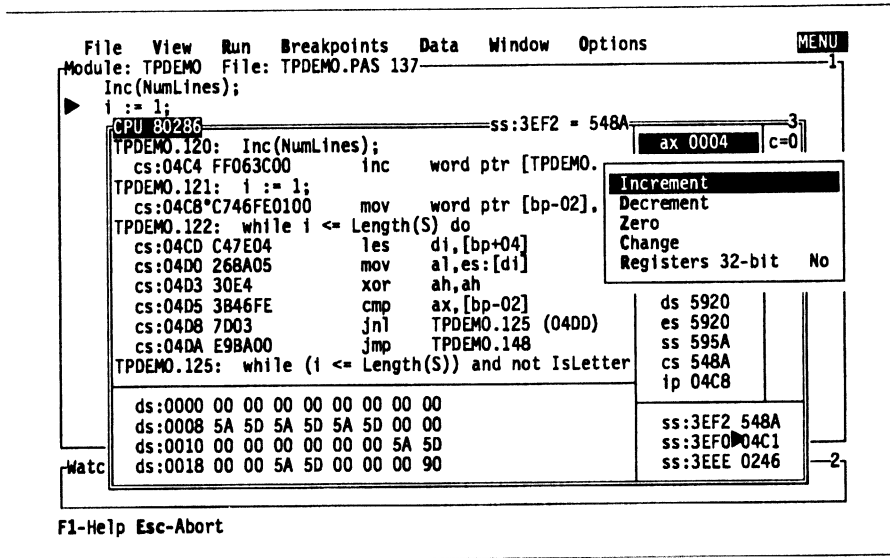 File View Run Breakpoints Data Window Options MENU
Module: TPDEMO File: TPDEMO.PAS 137 1
Inc(NumLines);
► i := 1;
CPU 80286 ss:3EF2 = 548A 3
TPDEMO.120: Inc(NumLines); ax 0004 c=0
cs:04C4 FF063C00 inc word ptr [TPDEMO.
TPDEMO.121: i := 1;
cs:04C8*C746FE0100 mov word ptr [bp-02],
TPDEMO.122: while i <= Length(S) do
cs:04CD C47E04 les di,[bp+04]
cs:04D0 268A05 mov al,es:[di]
cs:04D3 30E4 xor ah,ah
cs:04D5 3B46FE cmp ax,[bp-02]
cs:04D8 7D03 jnl TPDEMO.125 (04DD)
cs:04DA E9BA00 jmp TPDEMO.148
TPDEMO.125: while (i <= Length(S)) and not IsLetter
Increment
Decrement
Zero
Change
Registers 32-bit No
ds 5920
es 5920
ss 595A
cs 548A
ip 04C8
ds:0000 00 00 00 00 00 00 00 00
ds:0008 5A 5D 5A 5D 5A 5D 00 00
ds:0010 00 00 00 00 00 00 5A 5D
ds:0018 00 00 5A 5D 00 00 00 90
ss:3EF2 548A
ss:3EF0►04C1
ss:3EEE 0246
Watc 2
F1-Help Esc-Abort